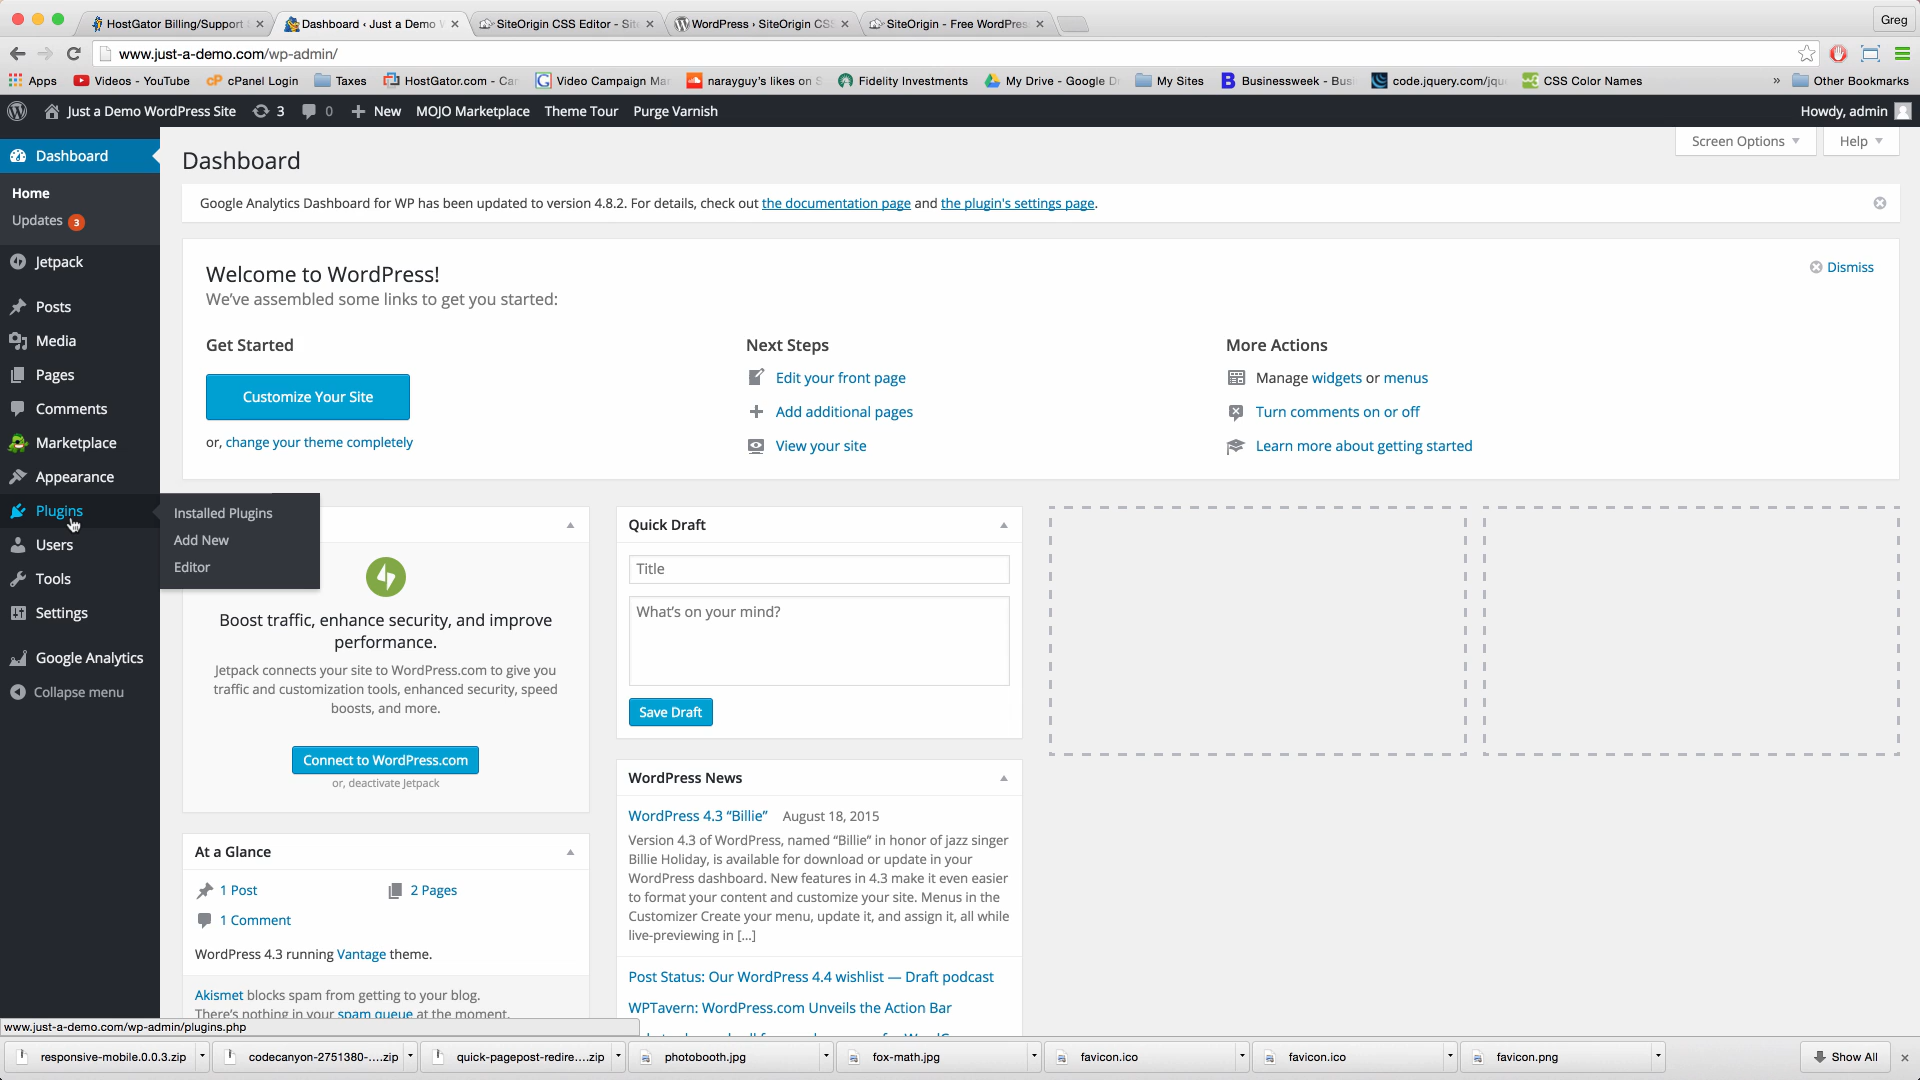 HostGator Billing/Support
Dashboard ‹ Just a Demo W
SiteOrigin CSS Editor - Site
WordPress › SiteOrigin CSS
SiteOrigin - Free WordPress
Greg
www.just-a-demo.com/wp-admin/
Apps
Videos - YouTube
cPanel Login
Taxes
HostGator.com - Car
Video Campaign Mar
narayguy's likes on S
Fidelity Investments
My Drive - Google Dr
My Sites
Businessweek - Bus
code.jquery.com/jqu
CSS Color Names
»
Other Bookmarks
Just a Demo WordPress Site
3
0
New
MOJO Marketplace
Theme Tour
Purge Varnish
Howdy, admin
Dashboard
Home
Updates 3
Jetpack
Posts
Media
Pages
Comments
Marketplace
Appearance
Plugins
Users
Tools
Settings
Google Analytics
Collapse menu
Installed Plugins
Add New
Editor
Dashboard
Screen Options
Help
Google Analytics Dashboard for WP has been updated to version 4.8.2. For details, check out the documentation page and the plugin's settings page.
Welcome to WordPress!
We've assembled some links to get you started:
Dismiss
Get Started
Customize Your Site
or, change your theme completely
Next Steps
Edit your front page
Add additional pages
View your site
More Actions
Manage widgets or menus
Turn comments on or off
Learn more about getting started
Boost traffic, enhance security, and improve
performance.
Jetpack connects your site to WordPress.com to give you
traffic and customization tools, enhanced security, speed
boosts, and more.
Connect to WordPress.com
or, deactivate Jetpack
At a Glance
1 Post
2 Pages
1 Comment
WordPress 4.3 running Vantage theme.
Akismet blocks spam from getting to your blog.
There's nothing in your spam queue at the moment.
Quick Draft
Title
What's on your mind?
Save Draft
WordPress News
WordPress 4.3 “Billie” August 18, 2015
Version 4.3 of WordPress, named “Billie” in honor of jazz singer
Billie Holiday, is available for download or update in your
WordPress dashboard. New features in 4.3 make it even easier
to format your content and customize your site. Menus in the
Customizer Create your menu, update it, and assign it, all while
live-previewing in […]
Post Status: Our WordPress 4.4 wishlist — Draft podcast
WPTavern: WordPress.com Unveils the Action Bar
www.just-a-demo.com/wp-admin/plugins.php
responsive-mobile.0.0.3.zip
codecanyon-2751380-....zip
quick-pagepost-redire....zip
photobooth.jpg
fox-math.jpg
favicon.ico
favicon.ico
favicon.png
Show All